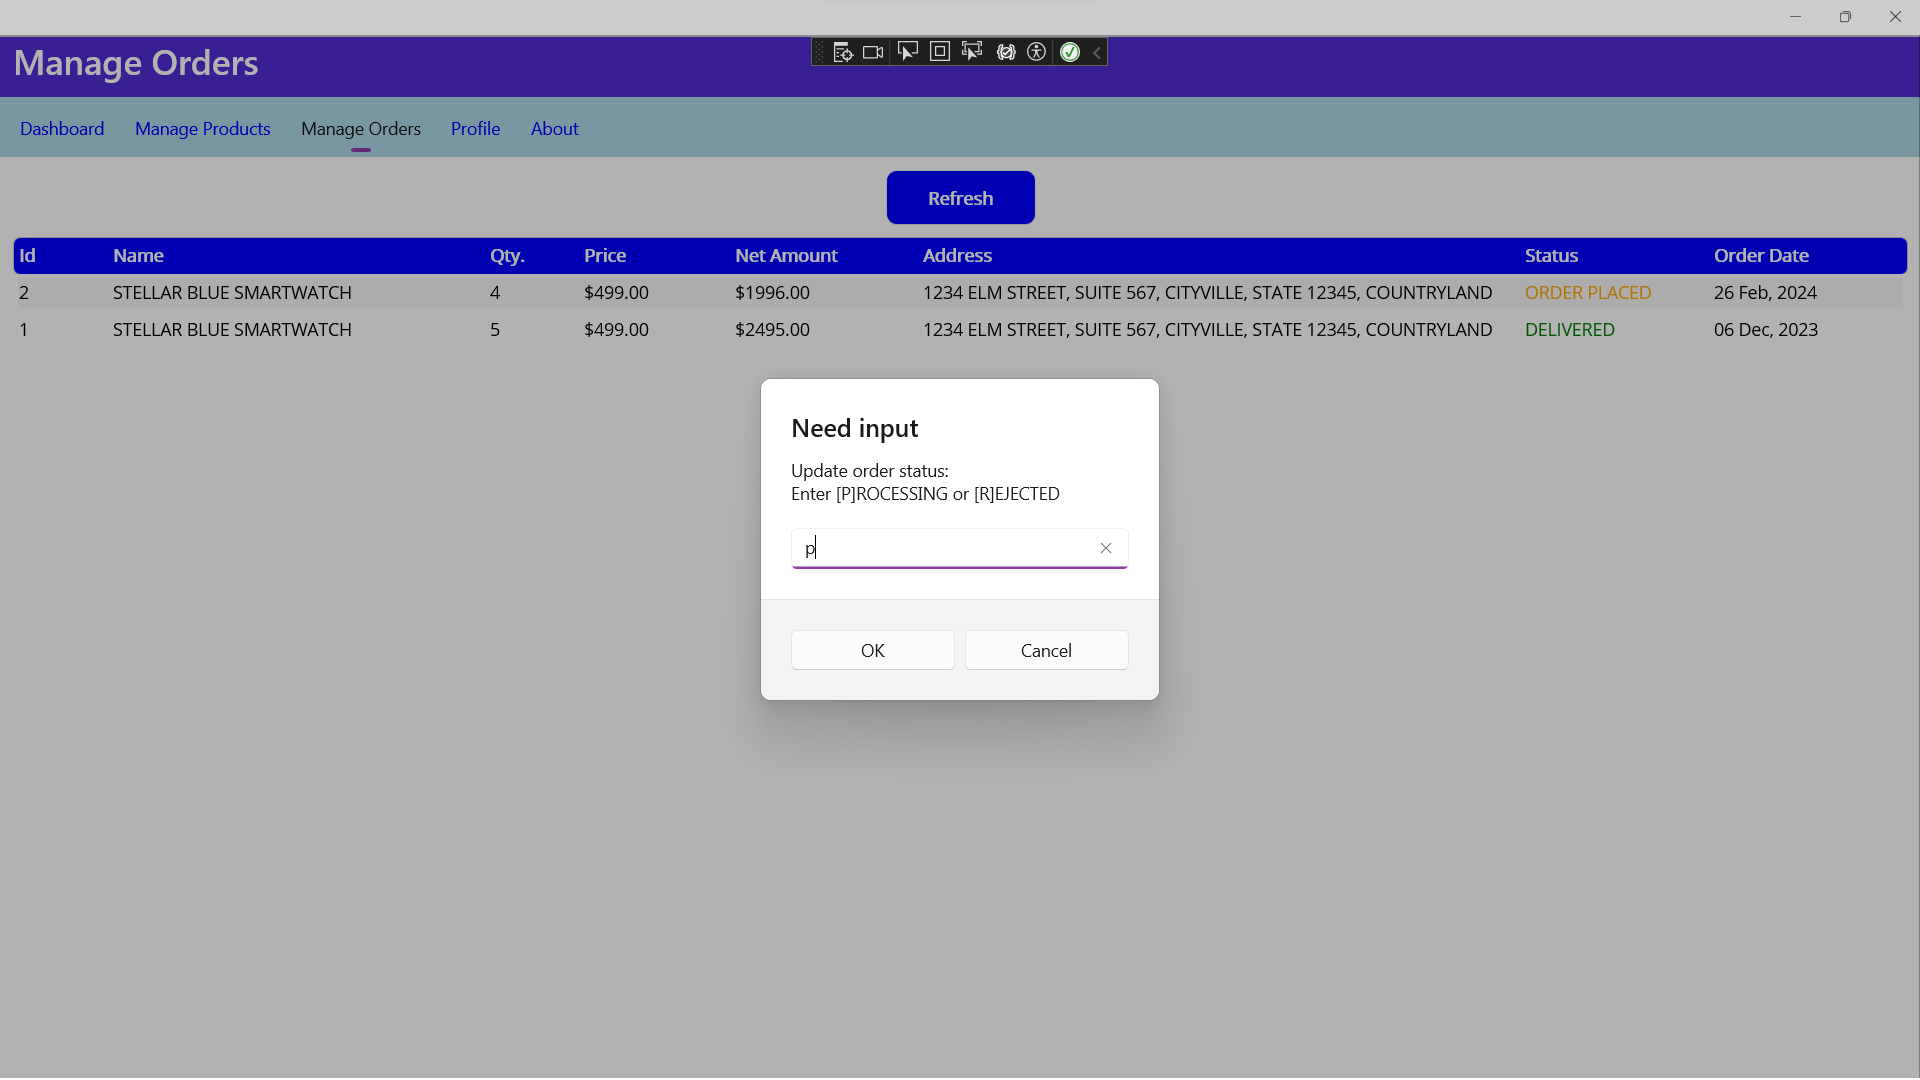 Manage Orders
Dashboard Manage Products Manage Orders Profile About
Refresh
Id Name Qty. Price Net Amount Address Status Order Date
2 STELLAR BLUE SMARTWATCH 4 $499.00 $1996.00 1234 ELM STREET, SUITE 567, CITYVILLE, STATE 12345, COUNTRYLAND ORDER PLACED 26 Feb, 2024
1 STELLAR BLUE SMARTWATCH 5 $499.00 $2495.00 1234 ELM STREET, SUITE 567, CITYVILLE, STATE 12345, COUNTRYLAND DELIVERED 06 Dec, 2023
Need input
Update order status:
Enter [P]ROCESSING or [R]EJECTED
p
OK Cancel